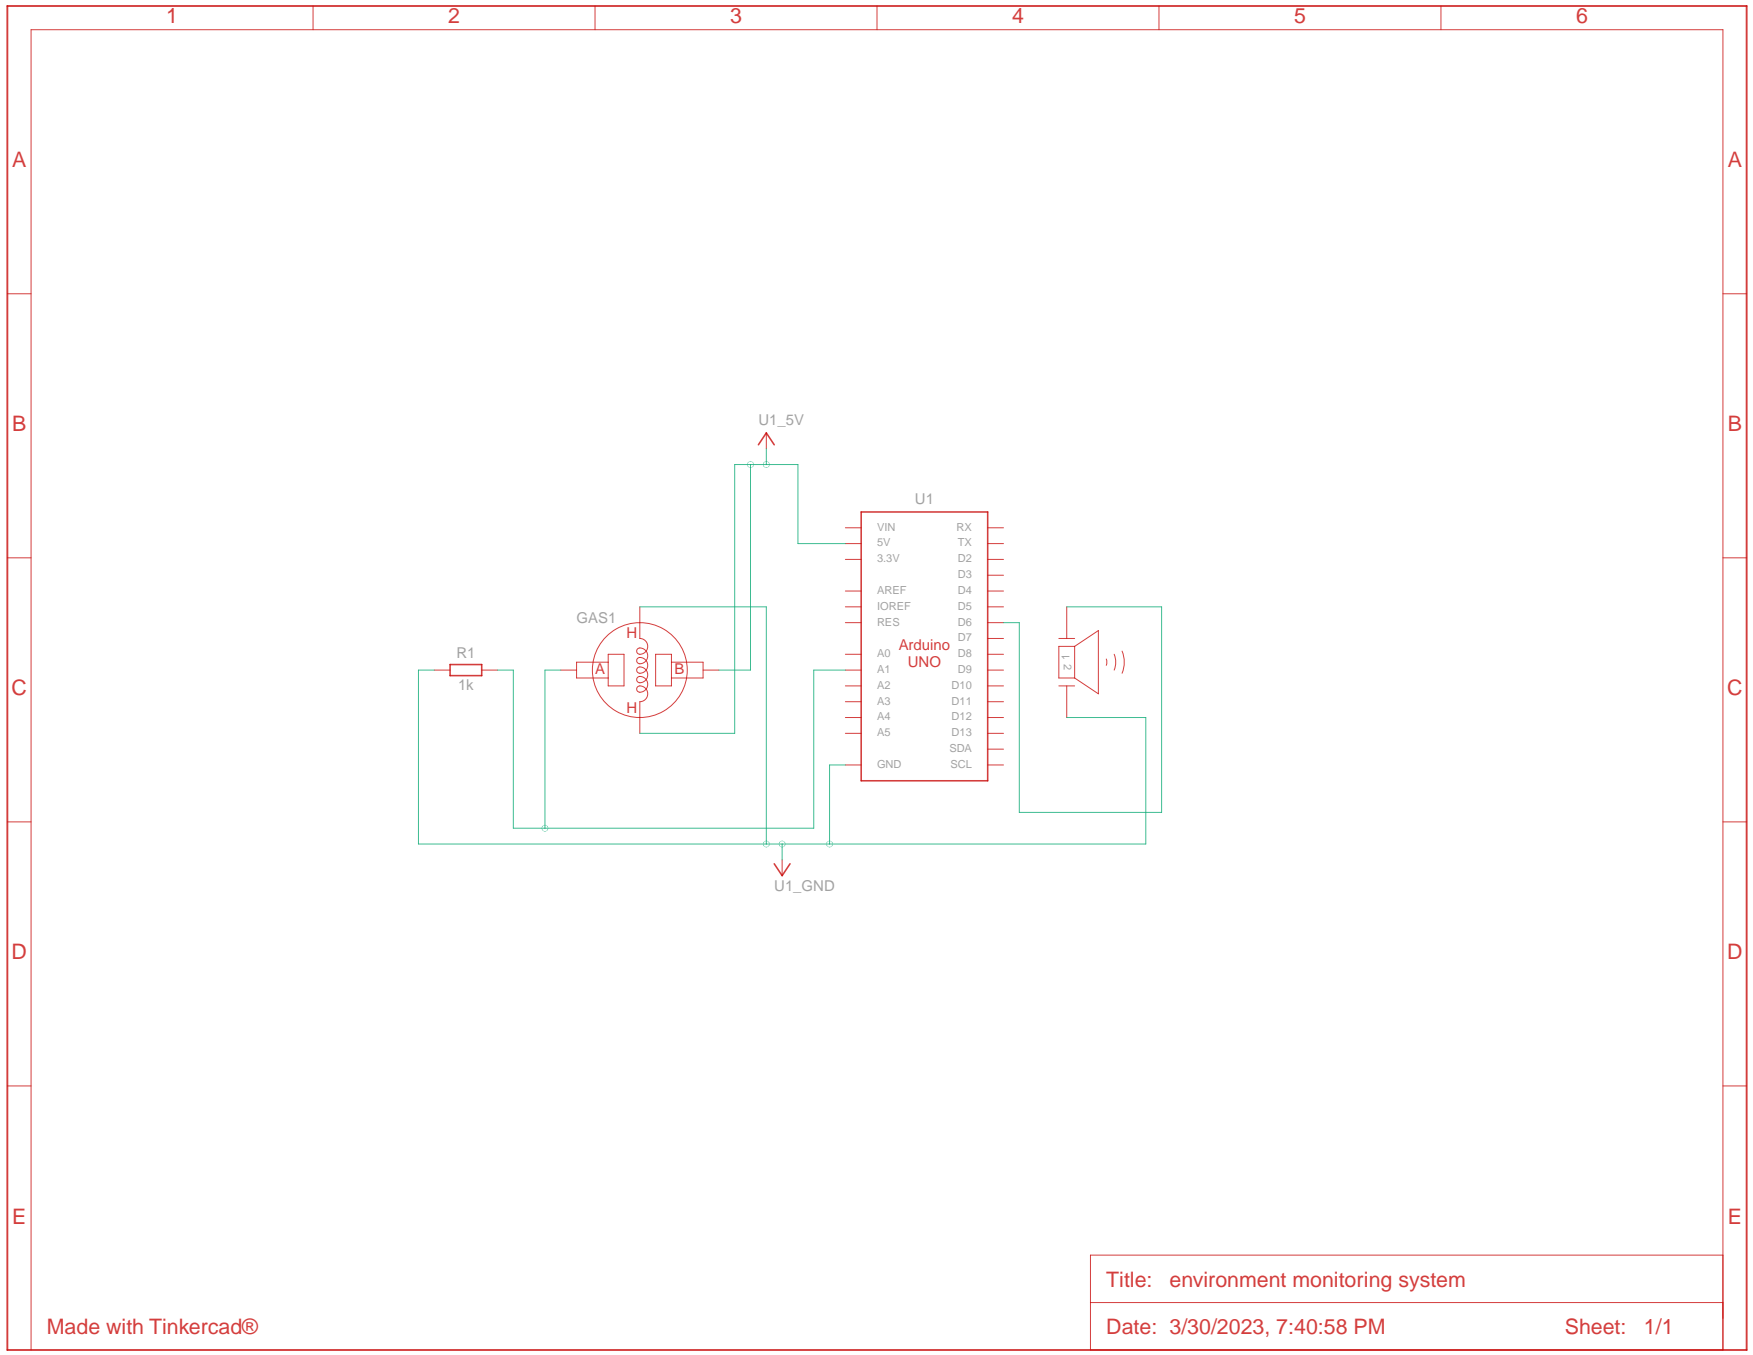 1 2 3 4 5 6
A A
B B
U1_5V
U1
VIN RX
5V TX
3.3V D2
D3
AREF D4
IOREF D5
RES D6
D7
Arduino
UNO
A0 D8
A1 D9
A2 D10
A3 D11
A4 D12
A5 D13
SDA
GND SCL
GAS1
H
A B
H
R1
1k
1 2
C C
U1_GND
D D
E E
Title: environment monitoring system
Date: 3/30/2023, 7:40:58 PM Sheet: 1/1
Made with Tinkercad®